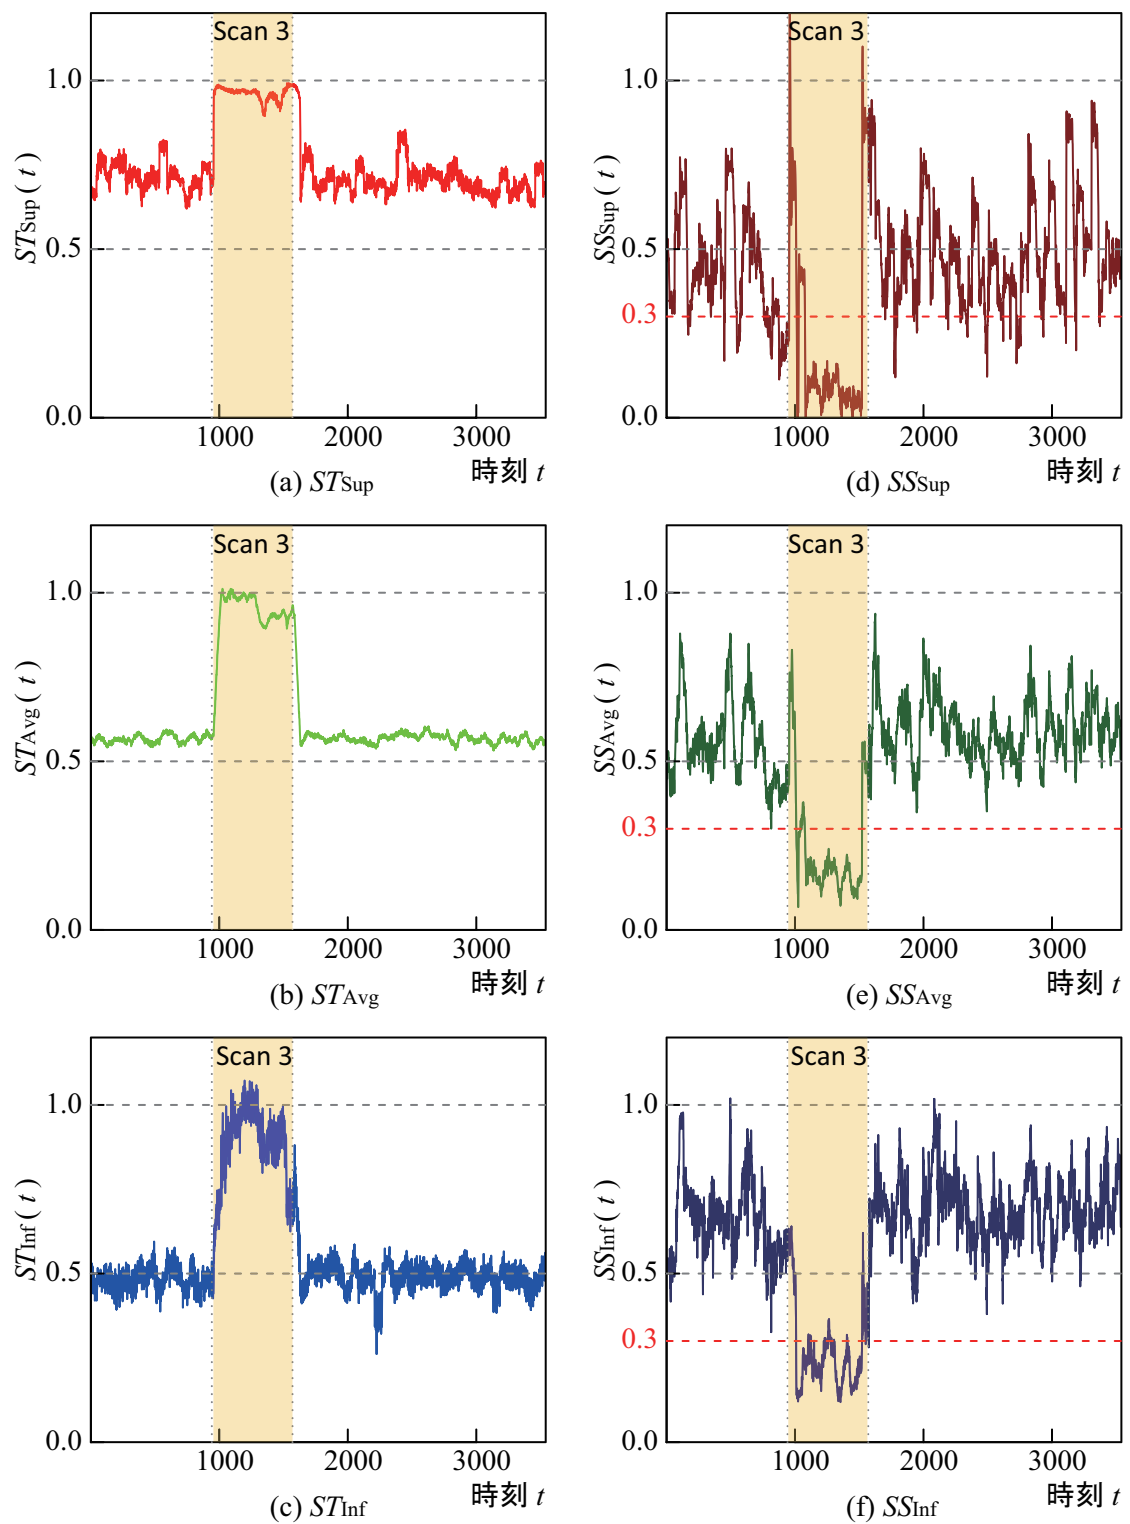 Scan 3
1.0
0.5
0.0
STSup( t )
1000 2000 3000
時刻 t
(a) STSup
Scan 3
1.0
0.5
0.3
0.0
SSSup( t )
1000 2000 3000
時刻 t
(d) SSSup
Scan 3
1.0
0.5
0.0
STAvg( t )
1000 2000 3000
時刻 t
(b) STAvg
Scan 3
1.0
0.5
0.3
0.0
SSAvg( t )
1000 2000 3000
時刻 t
(e) SSAvg
Scan 3
1.0
0.5
0.0
STInf( t )
1000 2000 3000
時刻 t
(c) STInf
Scan 3
1.0
0.5
0.3
0.0
SSInf( t )
1000 2000 3000
時刻 t
(f) SSInf